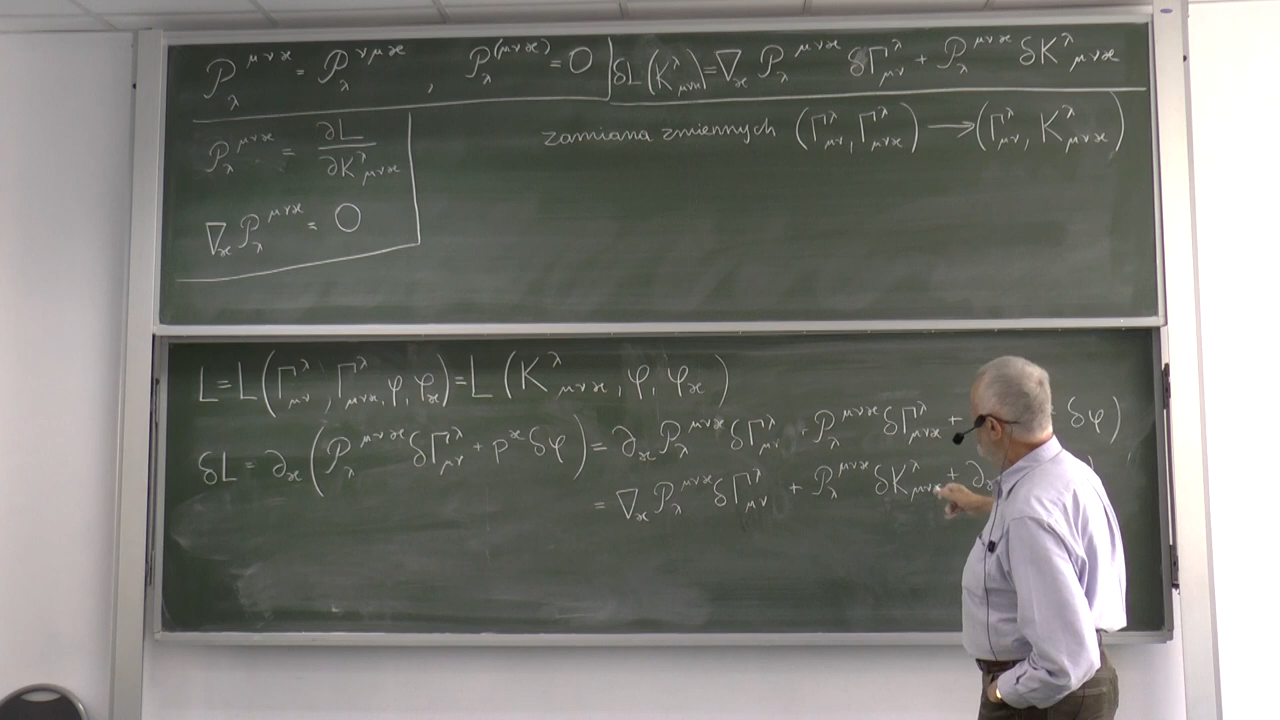 𝒫_λ^{μνϰ} = 𝒫_λ^{νμϰ} , 𝒫_λ^{(μνϰ)} = 0 | δL(K^λ_{μνϰ}) = ∇_ϰ 𝒫_λ^{μνϰ} δΓ^λ_{μν} + 𝒫_λ^{μνϰ} δK^λ_{μνϰ}
𝒫_λ^{μνϰ} = ∂L/∂K^λ_{μνϰ}
zamiana zmiennych (Γ^λ_{μν}, Γ^λ_{μνϰ}) → (Γ^λ_{μν}, K^λ_{μνϰ})
∇_ϰ 𝒫_λ^{μνϰ} = 0
L = L(Γ^λ_{μν}, Γ^λ_{μνϰ}, φ, φ_ϰ) = L(K^λ_{μνϰ}, φ, φ_ϰ)
δL = ∂_ϰ(𝒫_λ^{μνϰ} δΓ^λ_{μν} + p^ϰ δφ) = ∂_ϰ 𝒫_λ^{μνϰ} δΓ^λ_{μν} + 𝒫_λ^{μνϰ} δΓ^λ_{μνϰ} + δφ)
= ∇_ϰ 𝒫_λ^{μνϰ} δΓ^λ_{μν} + 𝒫_λ^{μνϰ} δK^λ_{μνϰ} + ∂_ϰ